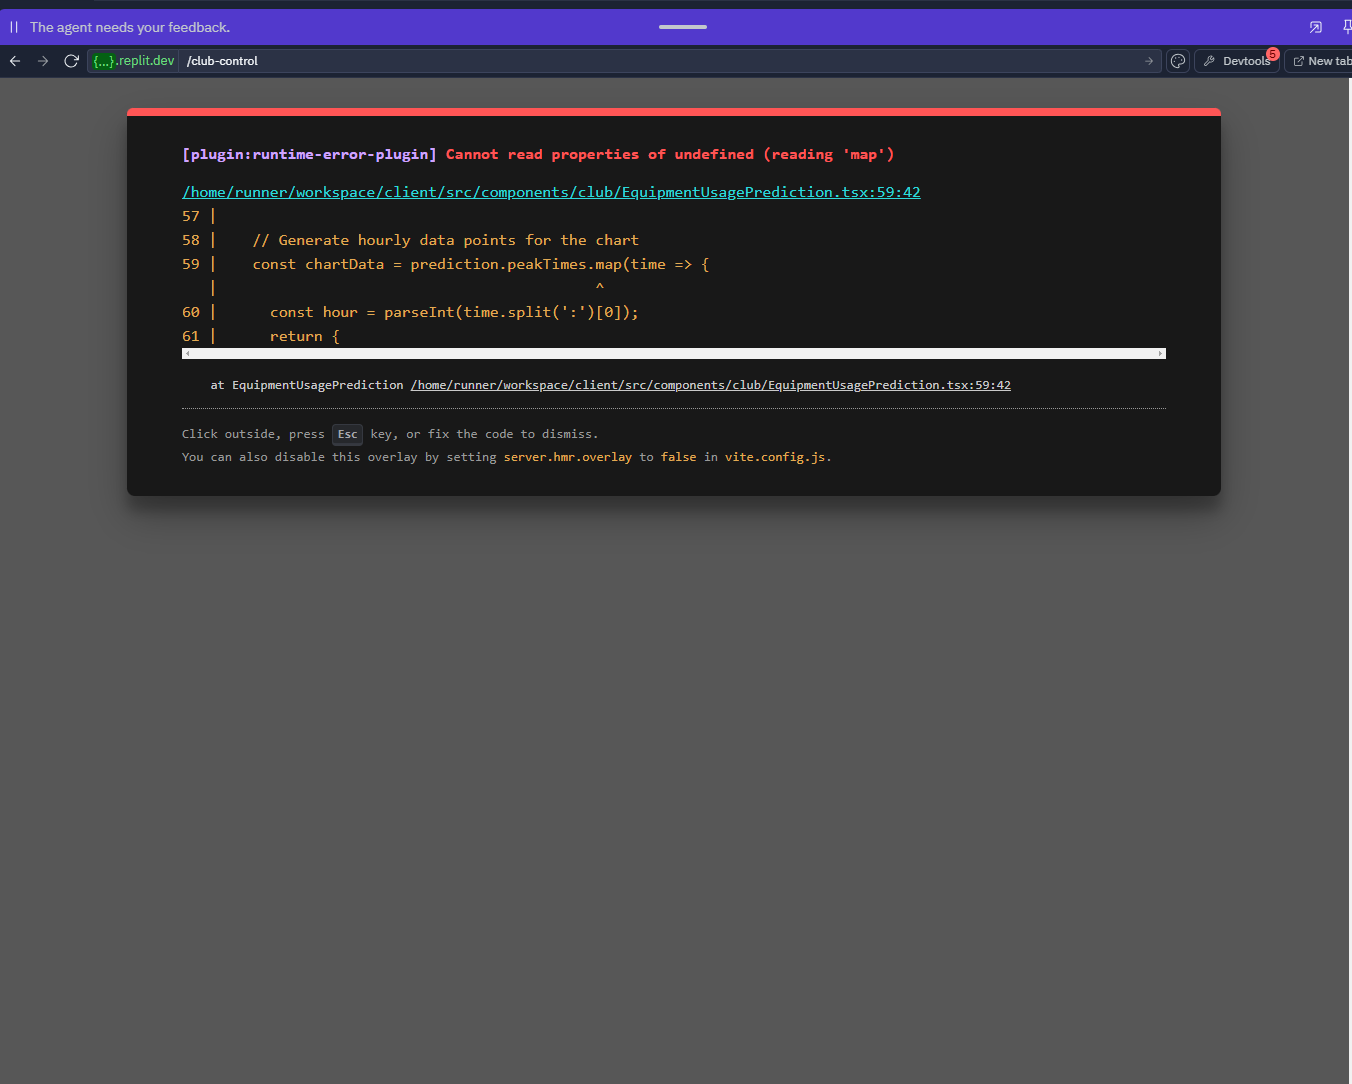 The agent needs your feedback.
{...}.replit.dev /club-control Devtools 5 New tab
[plugin:runtime-error-plugin] Cannot read properties of undefined (reading 'map')
/home/runner/workspace/client/src/components/club/EquipmentUsagePrediction.tsx:59:42
57 |
58 |    // Generate hourly data points for the chart
59 |    const chartData = prediction.peakTimes.map(time => {
   |                                           ^
60 |      const hour = parseInt(time.split(':')[0]);
61 |      return {
at EquipmentUsagePrediction /home/runner/workspace/client/src/components/club/EquipmentUsagePrediction.tsx:59:42
Click outside, press Esc key, or fix the code to dismiss.
You can also disable this overlay by setting server.hmr.overlay to false in vite.config.js.